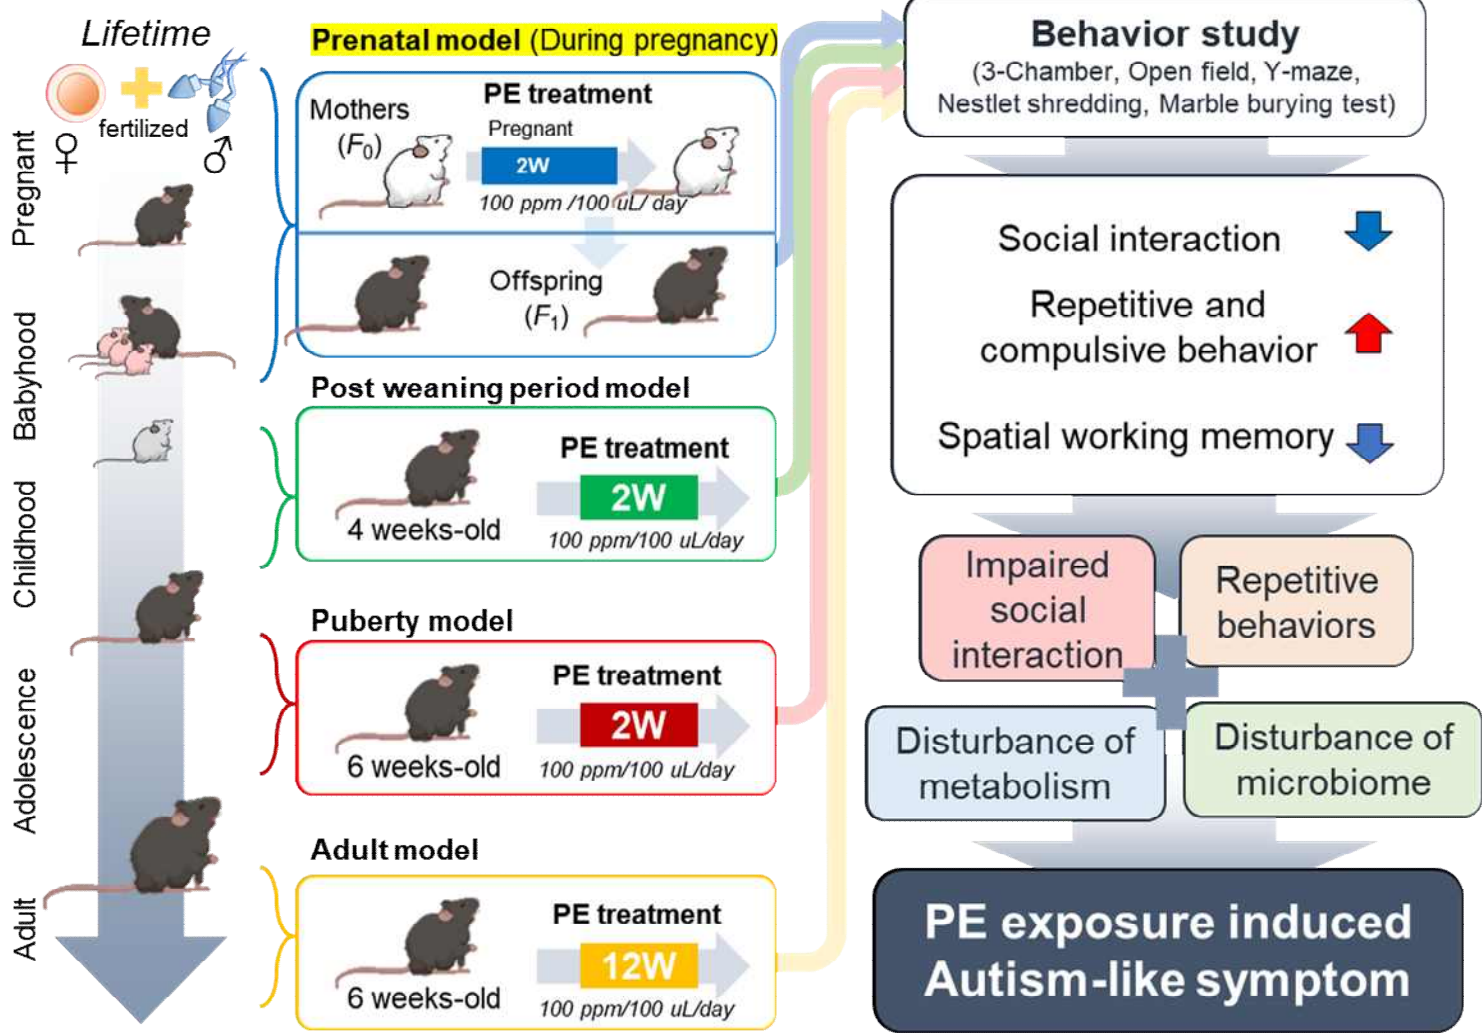 Lifetime
fertilized
♀
♂
Pregnant
Babyhood
Childhood
Adolescence
Adult
Prenatal model (During pregnancy)
Mothers
(F0)
PE treatment
Pregnant
2W
100 ppm /100 uL/ day
Offspring
(F1)
Post weaning period model
PE treatment
2W
4 weeks-old
100 ppm/100 uL/day
Puberty model
PE treatment
2W
6 weeks-old
100 ppm/100 uL/day
Adult model
PE treatment
12W
6 weeks-old
100 ppm/100 uL/day
Behavior study
(3-Chamber, Open field, Y-maze,
Nestlet shredding, Marble burying test)
Social interaction
Repetitive and
compulsive behavior
Spatial working memory
Impaired
social
interaction
Repetitive
behaviors
Disturbance of
metabolism
Disturbance of
microbiome
PE exposure induced
Autism-like symptom